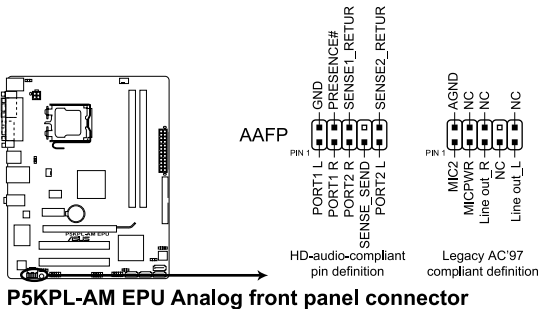 GND
PRESENCE#
SENSE1_RETUR
SENSE2_RETUR
AAFP
PIN 1
PORT1 L
PORT1 R
PORT2 R
SENSE_SEND
PORT2 L
HD-audio-compliant
pin definition
AGND
NC
NC
NC
PIN 1
MIC2
MICPWR
Line out_R
NC
Line out_L
Legacy AC'97
compliant definition
P5KPL-AM EPU
ASUS
P5KPL-AM EPU Analog front panel connector